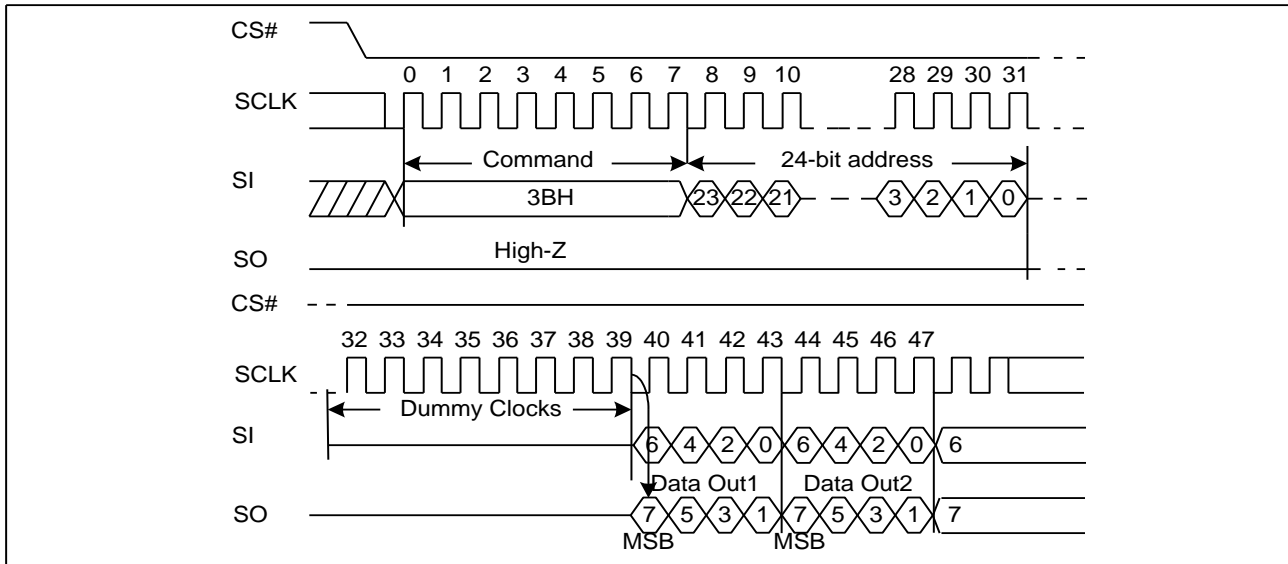 CS#
0 1 2 3 4 5 6 7 8 9 10 28 29 30 31
SCLK
Command 24-bit address
SI 3BH 23 22 21 3 2 1 0
High-Z
SO
CS#
32 33 34 35 36 37 38 39 40 41 42 43 44 45 46 47
SCLK
Dummy Clocks
SI 6 4 2 0 6 4 2 0 6
Data Out1 Data Out2
SO 7 5 3 1 7 5 3 1 7
MSB MSB